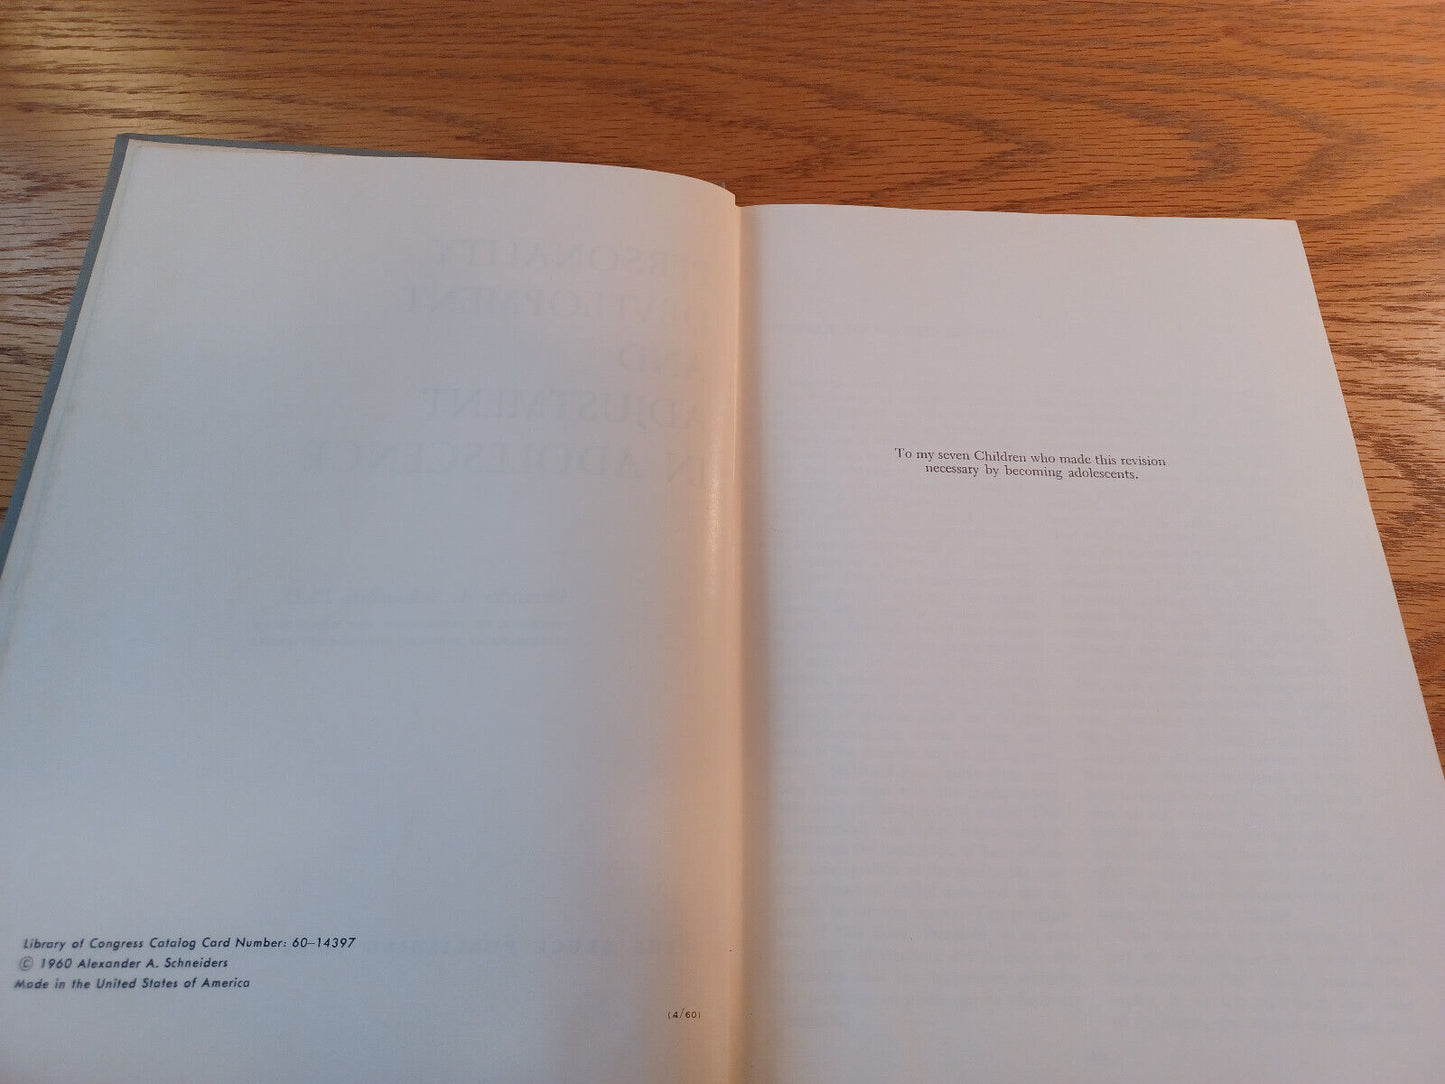 Library of Congress Catalog Card Number: 60–14397
© 1960 Alexander A. Schneiders
Made in the United States of America
(4/60)
To my seven Children who made this revision
necessary by becoming adolescents.